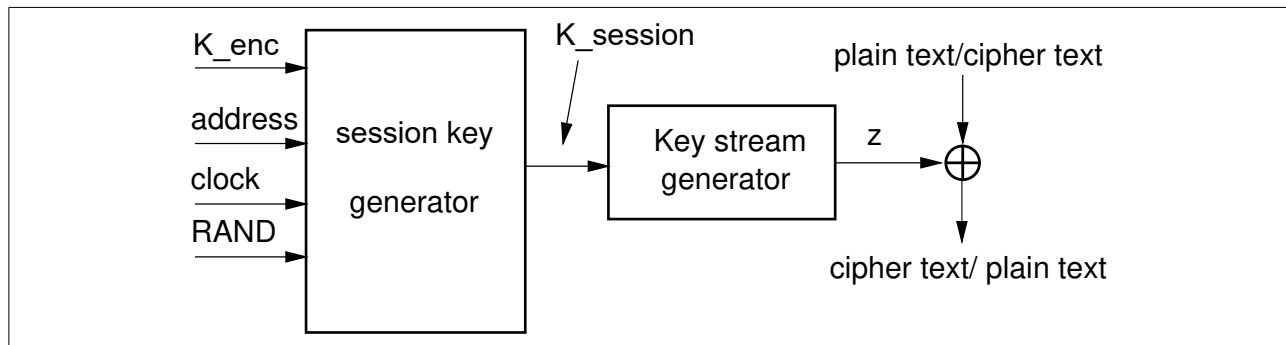 K_enc
address
clock
RAND
session key
generator
K_session
Key stream
generator
z
plain text/cipher text
cipher text/ plain text